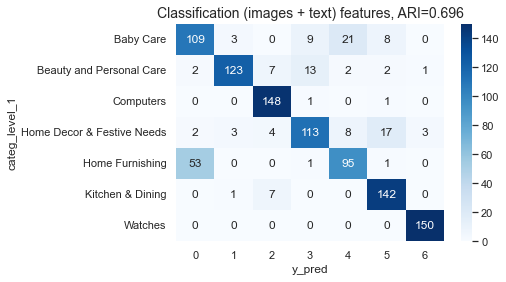 Classification (images + text) features, ARI=0.696
categ_level_1
Baby Care 109 3 0 9 21 8 0
Beauty and Personal Care 2 123 7 13 2 2 1
Computers 0 0 148 1 0 1 0
Home Decor & Festive Needs 2 3 4 113 8 17 3
Home Furnishing 53 0 0 1 95 1 0
Kitchen & Dining 0 1 7 0 0 142 0
Watches 0 0 0 0 0 0 150
0 1 2 3 4 5 6
y_pred
140
120
100
80
60
40
20
0